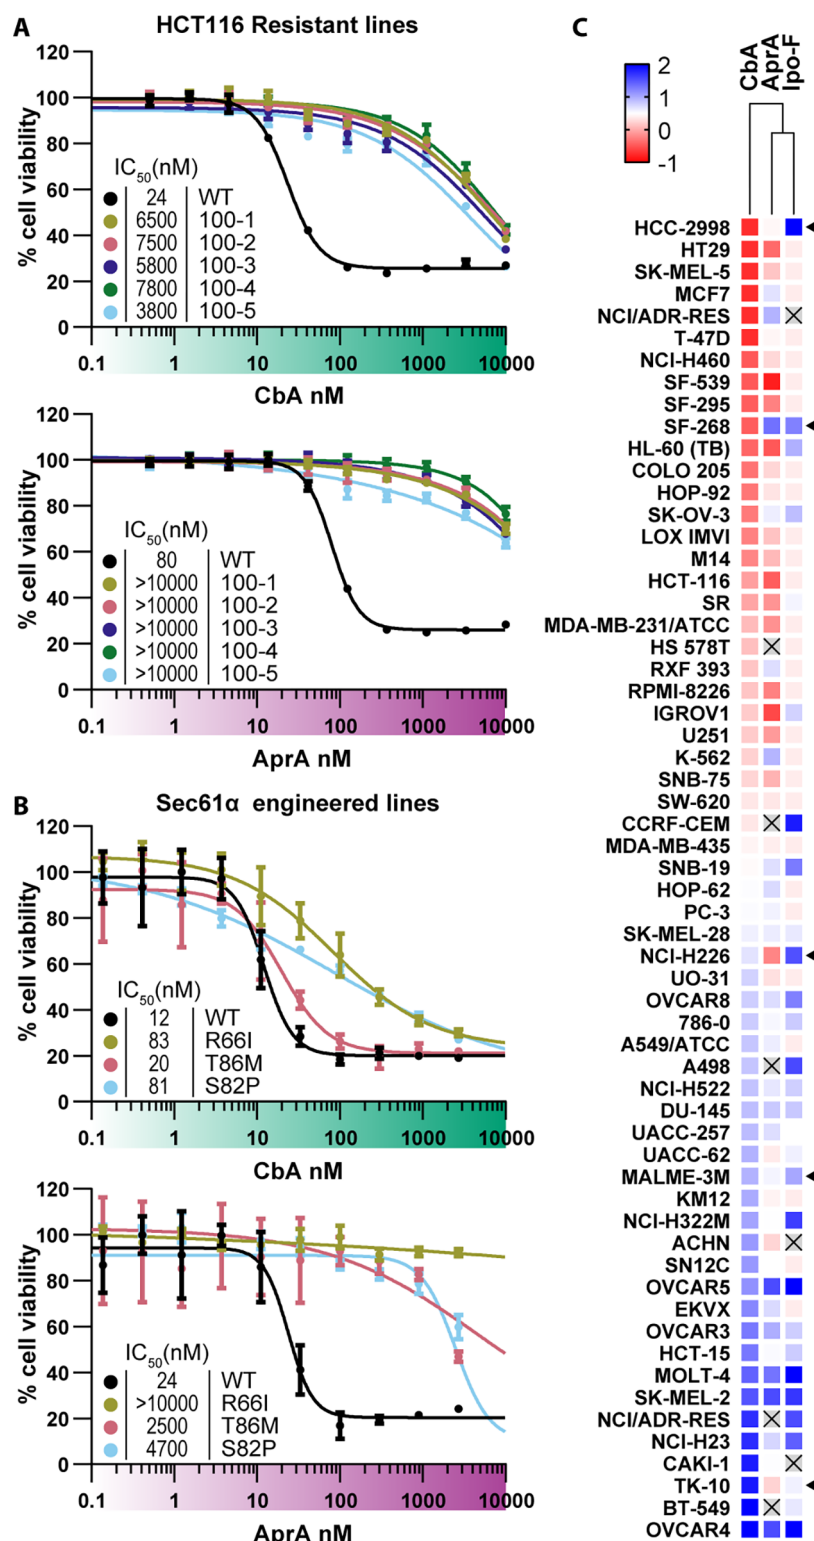 A
HCT116 Resistant lines
% cell viability
120
100
80
60
40
20
0
IC50(nM)
24 WT
6500 100-1
7500 100-2
5800 100-3
7800 100-4
3800 100-5
0.1 1 10 100 1000 10000
CbA nM
% cell viability
120
100
80
60
40
20
0
IC50(nM)
80 WT
>10000 100-1
>10000 100-2
>10000 100-3
>10000 100-4
>10000 100-5
0.1 1 10 100 1000 10000
AprA nM
B
Sec61α engineered lines
% cell viability
120
100
80
60
40
20
0
IC50(nM)
12 WT
83 R66I
20 T86M
81 S82P
0.1 1 10 100 1000 10000
CbA nM
% cell viability
120
100
80
60
40
20
0
IC50(nM)
24 WT
>10000 R66I
2500 T86M
4700 S82P
0.1 1 10 100 1000 10000
AprA nM
C
2
1
0
-1
CbA
AprA
Ipo-F
HCC-2998
HT29
SK-MEL-5
MCF7
NCI/ADR-RES
T-47D
NCI-H460
SF-539
SF-295
SF-268
HL-60 (TB)
COLO 205
HOP-92
SK-OV-3
LOX IMVI
M14
HCT-116
SR
MDA-MB-231/ATCC
HS 578T
RXF 393
RPMI-8226
IGROV1
U251
K-562
SNB-75
SW-620
CCRF-CEM
MDA-MB-435
SNB-19
HOP-62
PC-3
SK-MEL-28
NCI-H226
UO-31
OVCAR8
786-0
A549/ATCC
A498
NCI-H522
DU-145
UACC-257
UACC-62
MALME-3M
KM12
NCI-H322M
ACHN
SN12C
OVCAR5
EKVX
OVCAR3
HCT-15
MOLT-4
SK-MEL-2
NCI/ADR-RES
NCI-H23
CAKI-1
TK-10
BT-549
OVCAR4